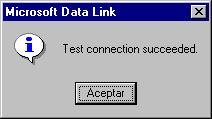 Microsoft Data Link
Test connection succeeded.
Aceptar